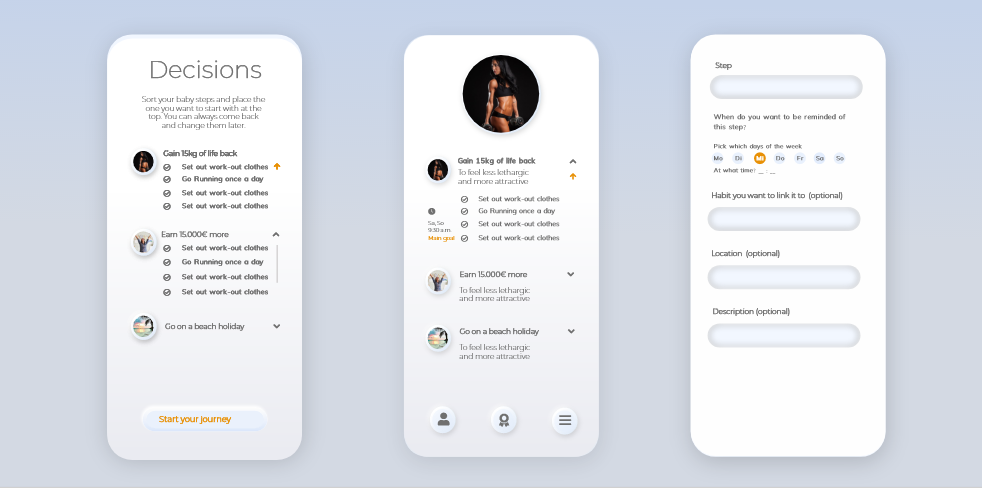 Decisions
Sort your baby steps and place the
one you want to start with at the
top. You can always come back
and change them later.
Gain 15kg of life back
Set out work-out clothes
Go Running once a day
Set out work-out clothes
Set out work-out clothes
Earn 15.000€ more
Set out work-out clothes
Go Running once a day
Set out work-out clothes
Set out work-out clothes
Go on a beach holiday
Start your journey
Gain 15kg of life back
To feel less lethargic
and more attractive
Set out work-out clothes
Go Running once a day
Set out work-out clothes
Set out work-out clothes
Sa, So
9:30 a.m.
Main goal
Earn 15.000€ more
To feel less lethargic
and more attractive
Go on a beach holiday
To feel less lethargic
and more attractive
Step
When do you want to be reminded of
this step?
Pick which days of the week
Mo Di Mi Do Fr Sa So
At what time? __ : __
Habit you want to link it to (optional)
Location (optional)
Description (optional)